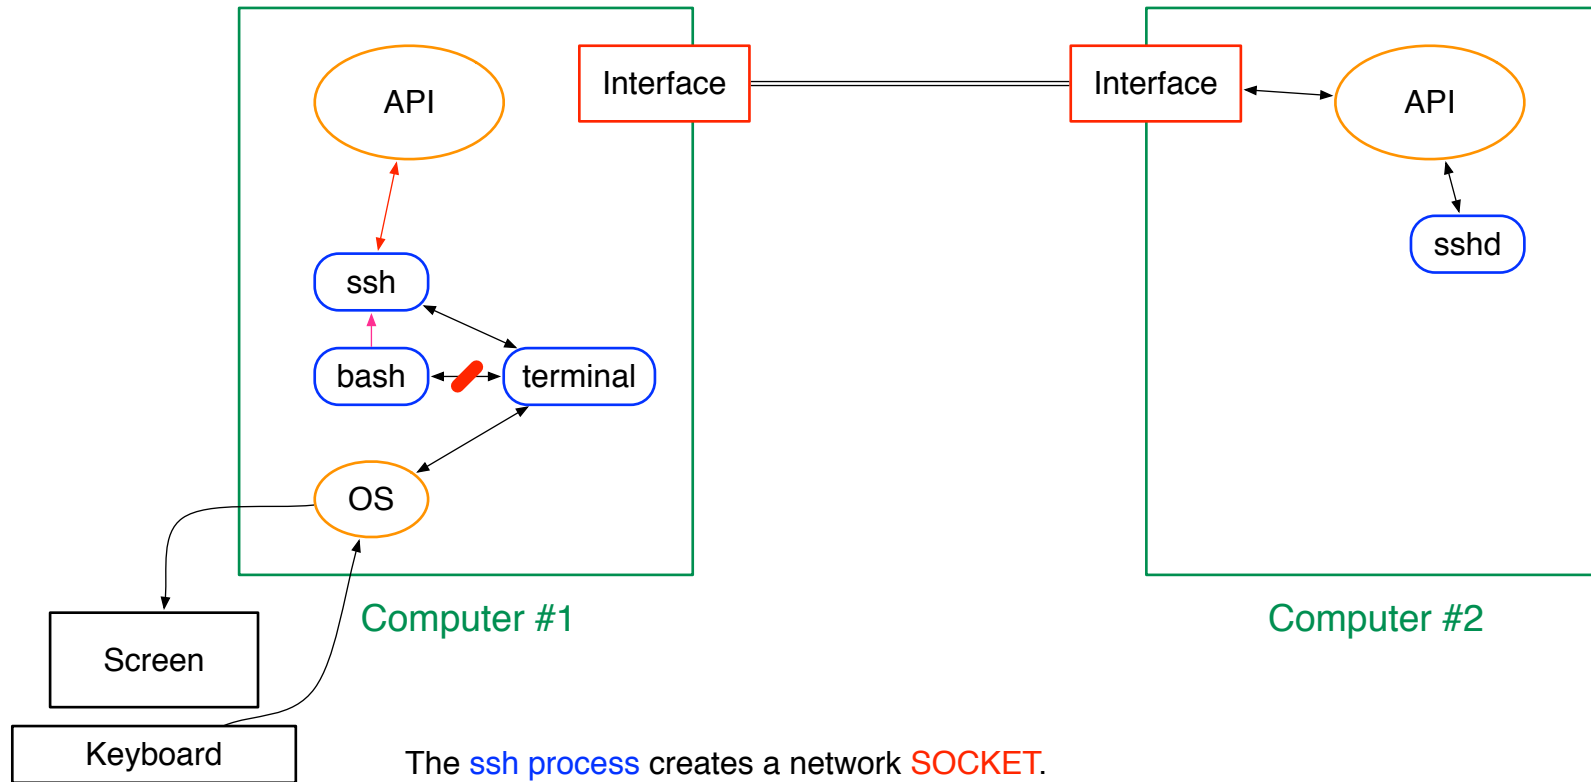 API
Interface
Interface
API
ssh
sshd
bash
terminal
OS
Computer #1
Computer #2
Screen
Keyboard
The ssh process creates a network SOCKET.